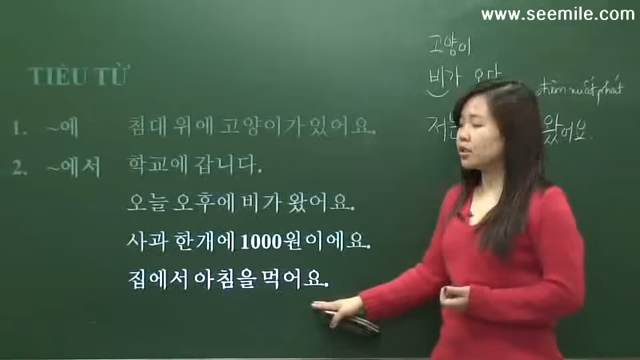 www.seemile.com
고양이
비가 오다
điểm xuất phát
저는 왔어요.
TIỂU TỪ
1. ~에 침대 위에 고양이가 있어요.
2. ~에서 학교에 갑니다.
오늘 오후에 비가 왔어요.
사과 한개에 1000원이에요.
집에서 아침을 먹어요.